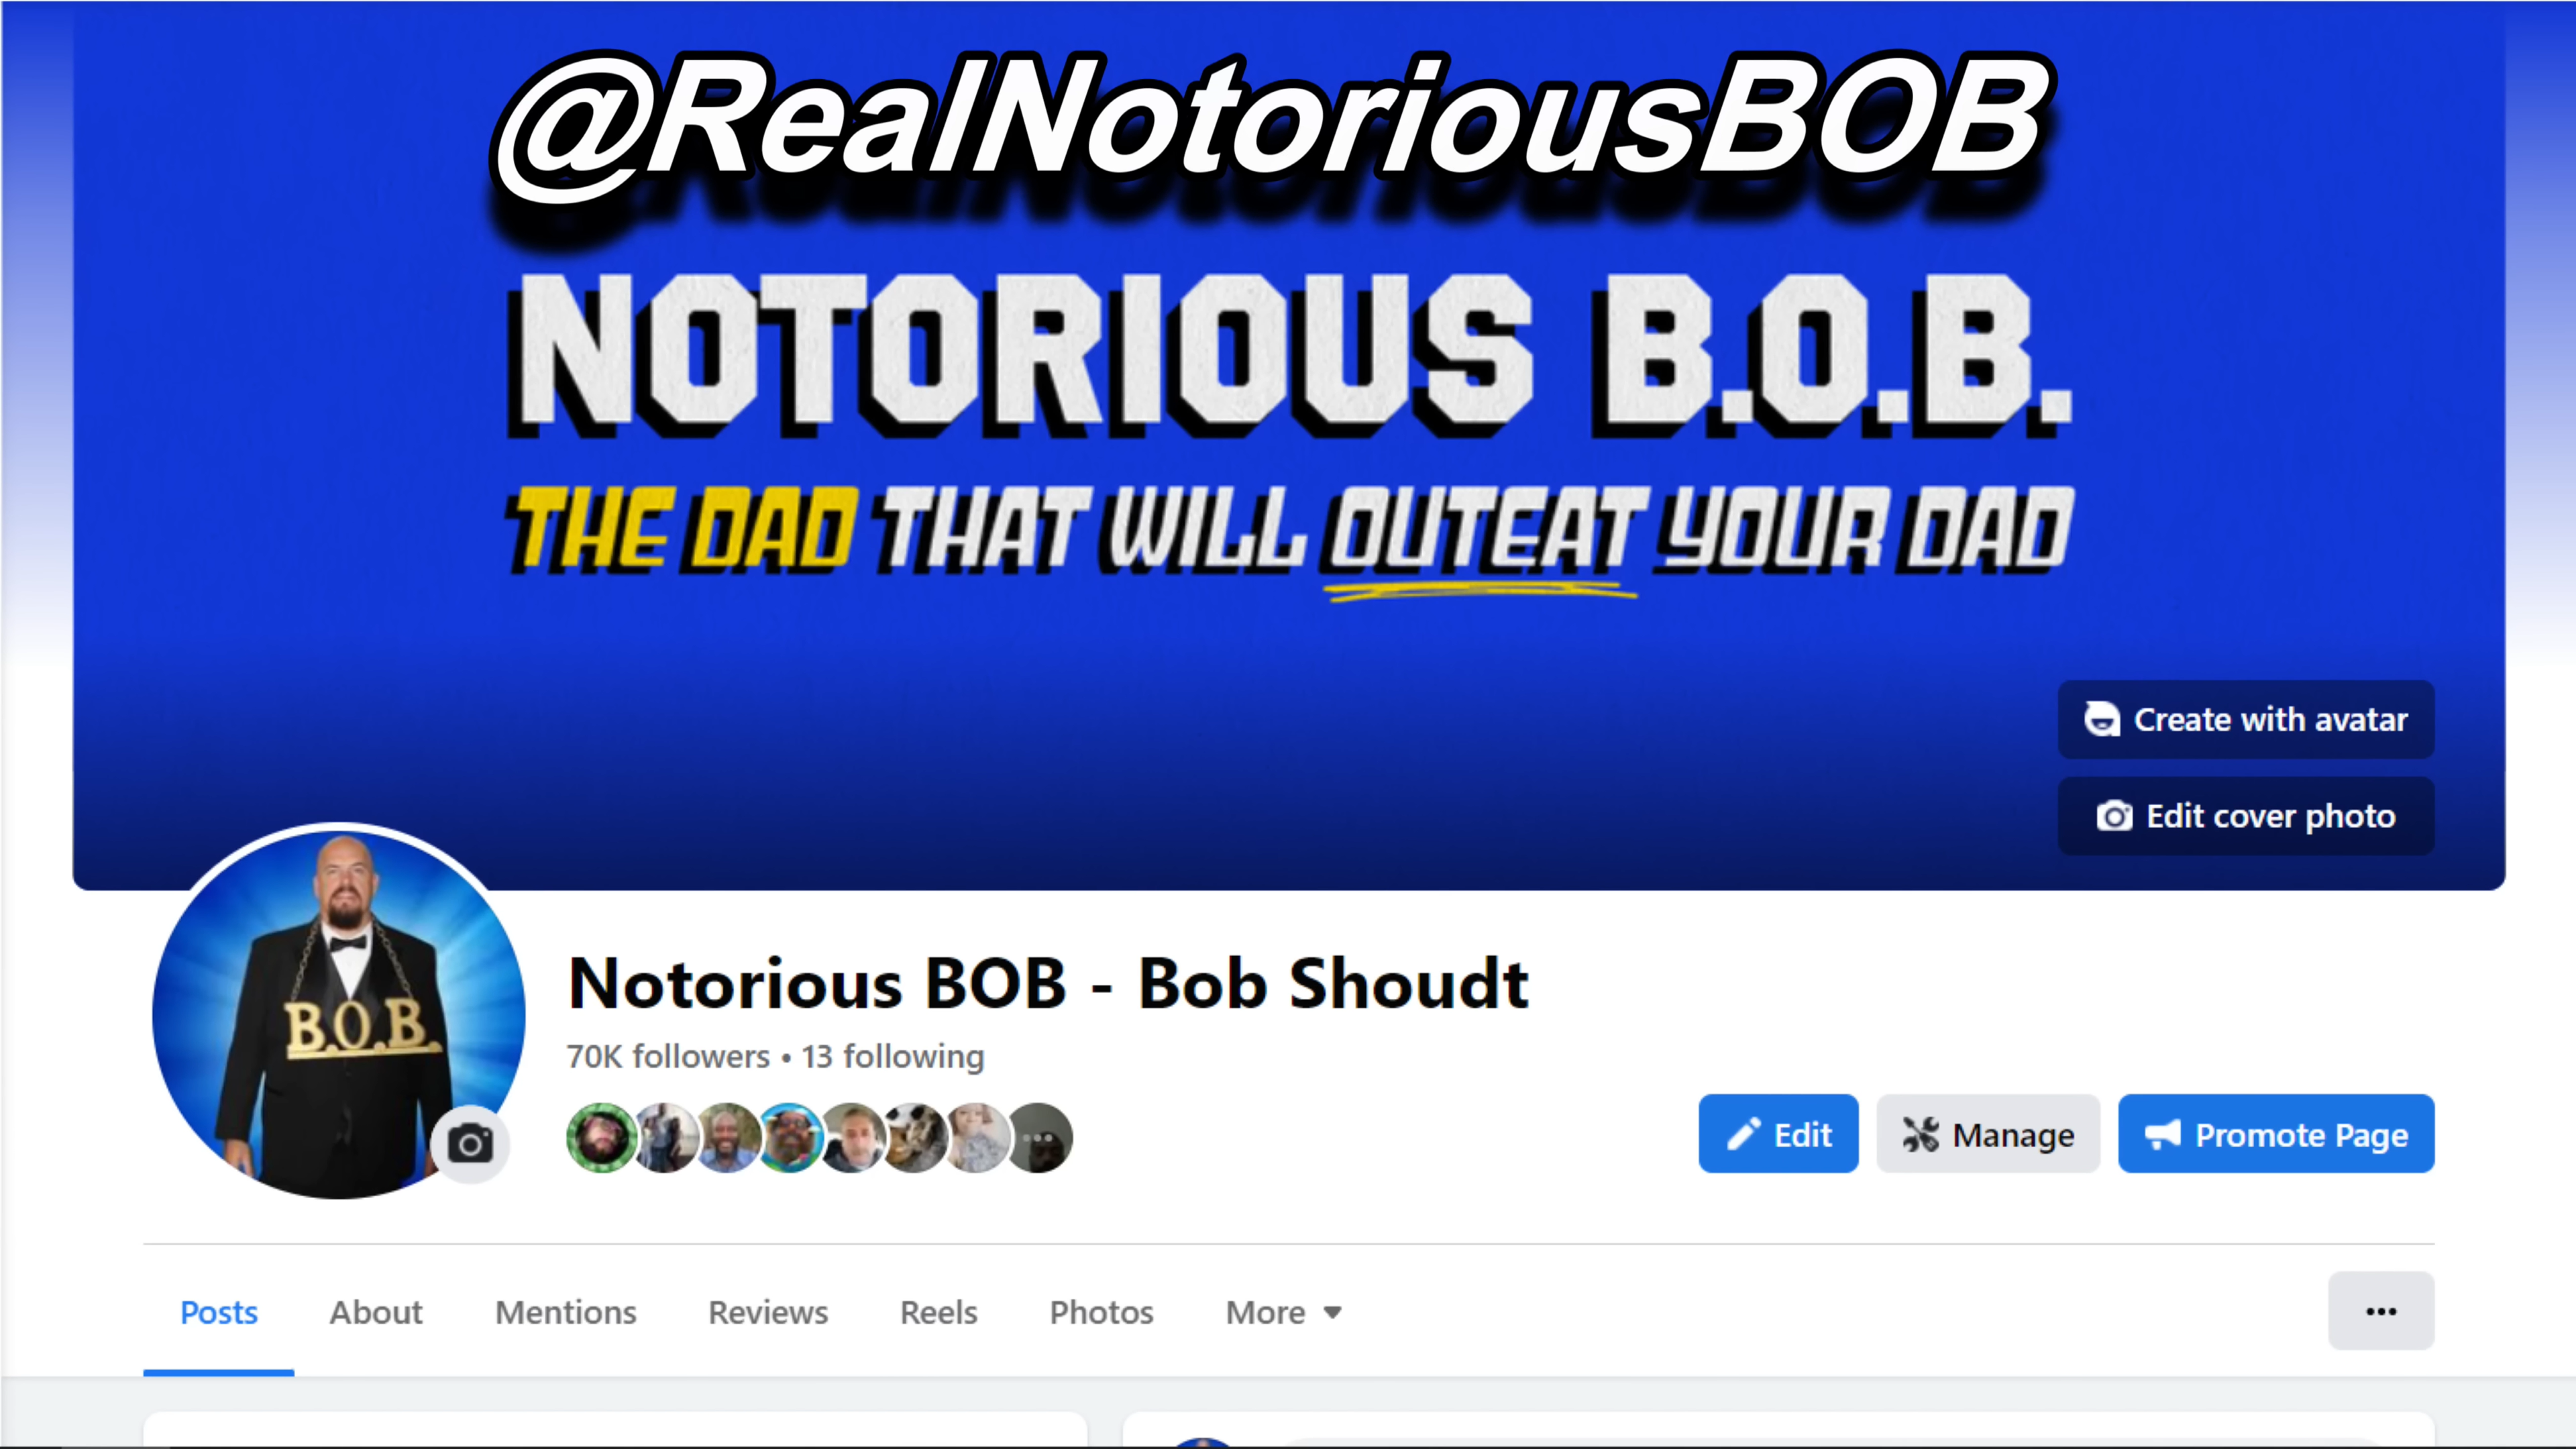 @RealNotoriousBOB
NOTORIOUS B.O.B.
THE DAD THAT WILL OUTEAT YOUR DAD
Create with avatar
Edit cover photo
B.O.B.
Notorious BOB - Bob Shoudt
70K followers • 13 following
Edit
Manage
Promote Page
Posts
About
Mentions
Reviews
Reels
Photos
More